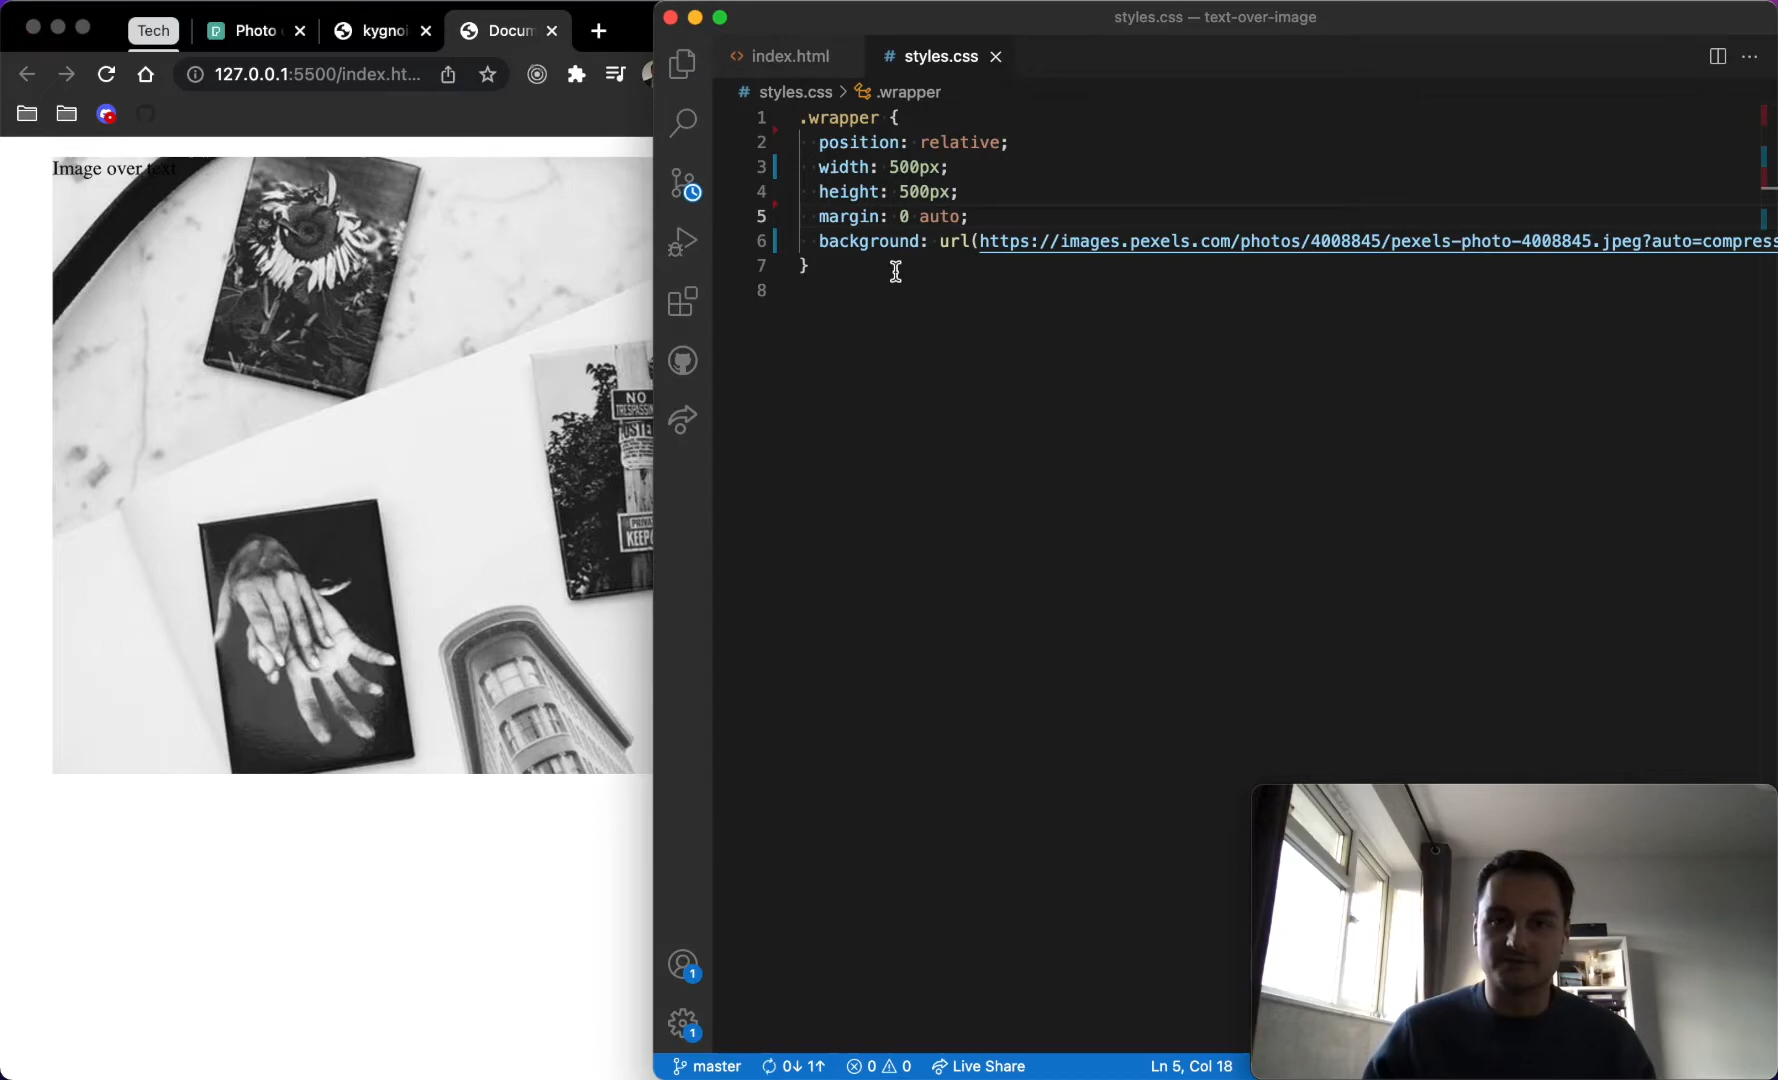 Tech
Photo
kygnoi
Docum
127.0.0.1:5500/index.ht...
Image over text
NO
TRESPASSING
KEEP
styles.css — text-over-image
index.html
# styles.css
# styles.css > .wrapper
1 .wrapper {
2 position: relative;
3 width: 500px;
4 height: 500px;
5 margin: 0 auto;
6 background: url(https://images.pexels.com/photos/4008845/pexels-photo-4008845.jpeg?auto=compress
7 }
8
1
1
master 0↓ 1↑ 0 0 Live Share Ln 5, Col 18